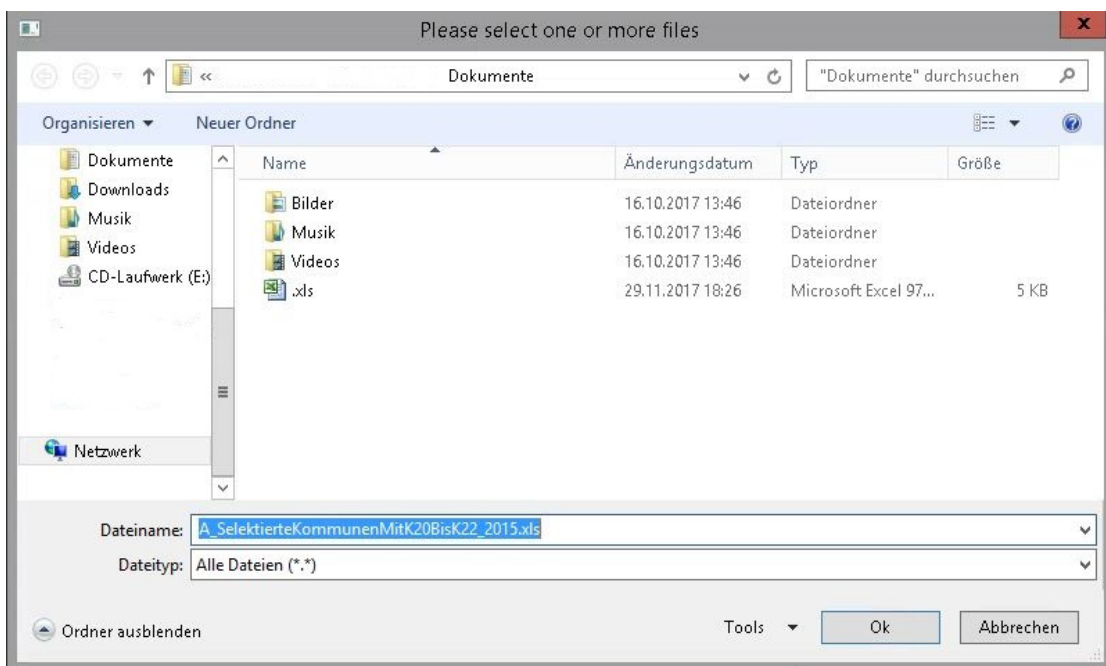 Please select one or more files
x
« Dokumente
"Dokumente" durchsuchen
Organisieren Neuer Ordner
Dokumente
Downloads
Musik
Videos
CD-Laufwerk (E:)
Netzwerk
Name Änderungsdatum Typ Größe
Bilder 16.10.2017 13:46 Dateiordner
Musik 16.10.2017 13:46 Dateiordner
Videos 16.10.2017 13:46 Dateiordner
.xls 29.11.2017 18:26 Microsoft Excel 97... 5 KB
Dateiname: A_SelektierteKommunenMitK20BisK22_2015.xls
Dateityp: Alle Dateien (*.*)
Ordner ausblenden Tools Ok Abbrechen